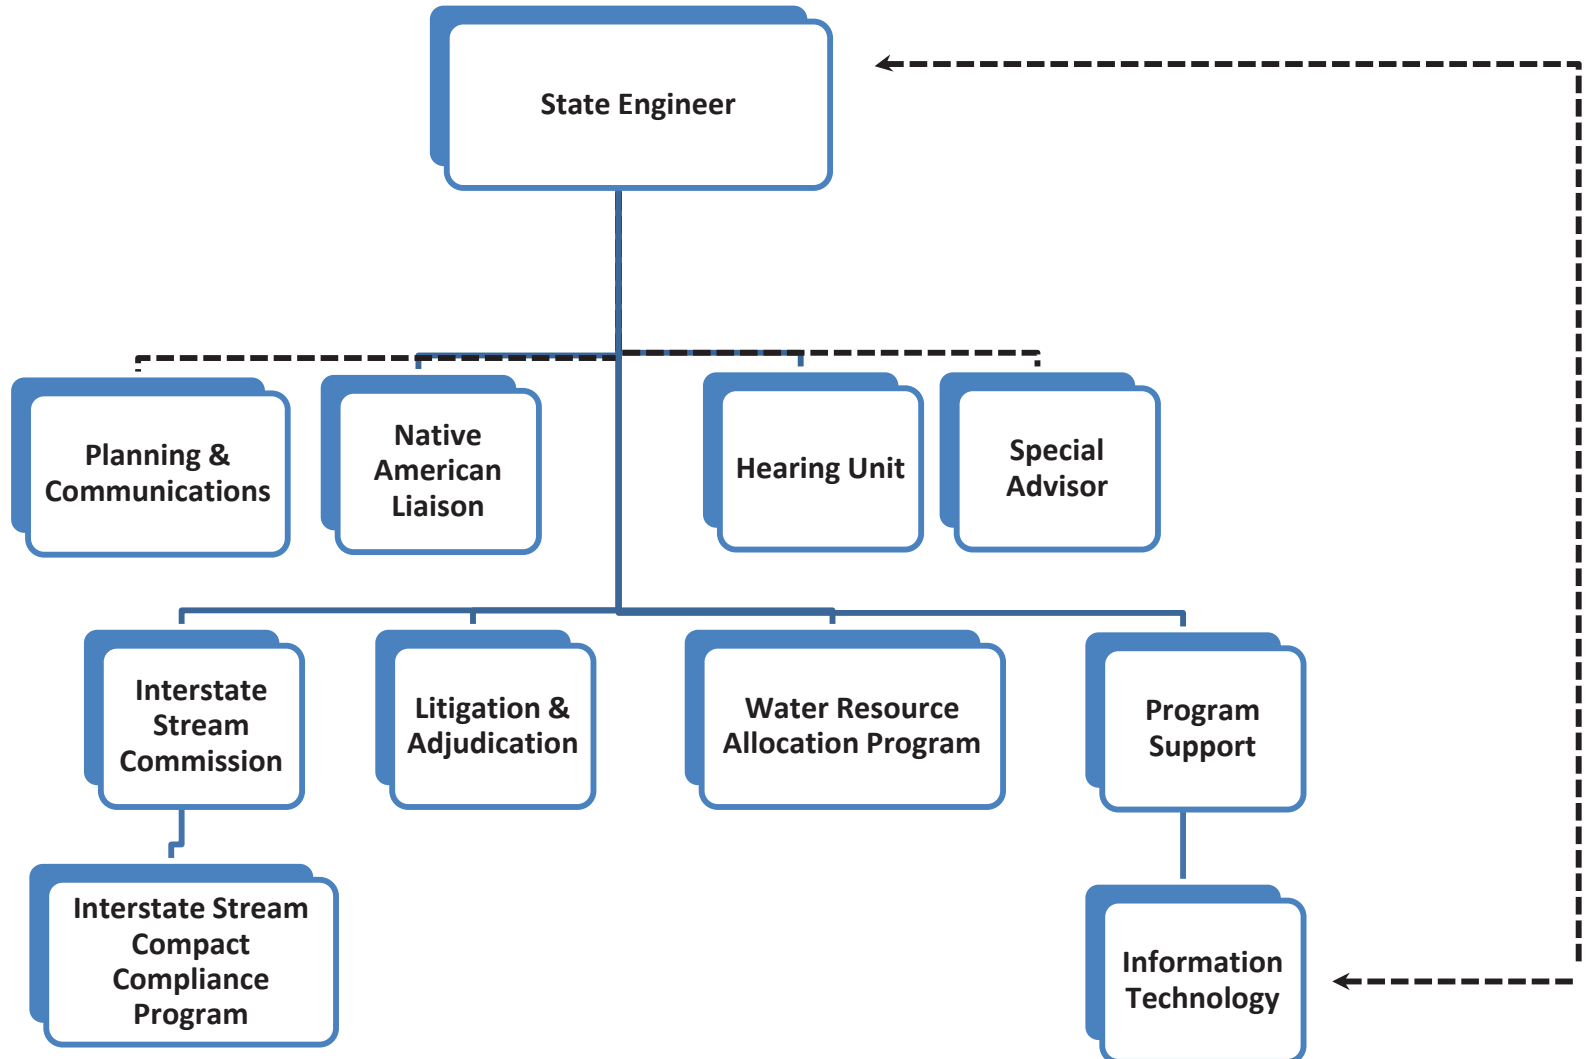 State Engineer
Planning &
Communications
Native
American
Liaison
Hearing Unit
Special
Advisor
Interstate
Stream
Commission
Litigation &
Adjudication
Water Resource
Allocation Program
Program
Support
Interstate Stream
Compact
Compliance
Program
Information
Technology